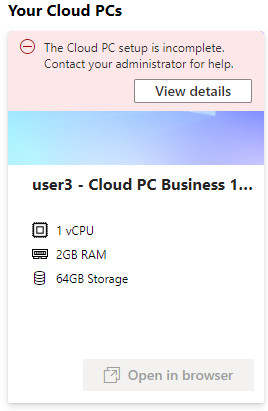 Your Cloud PCs
The Cloud PC setup is incomplete.
Contact your administrator for help.
View details
user3 - Cloud PC Business 1...
1 vCPU
2GB RAM
64GB Storage
Open in browser